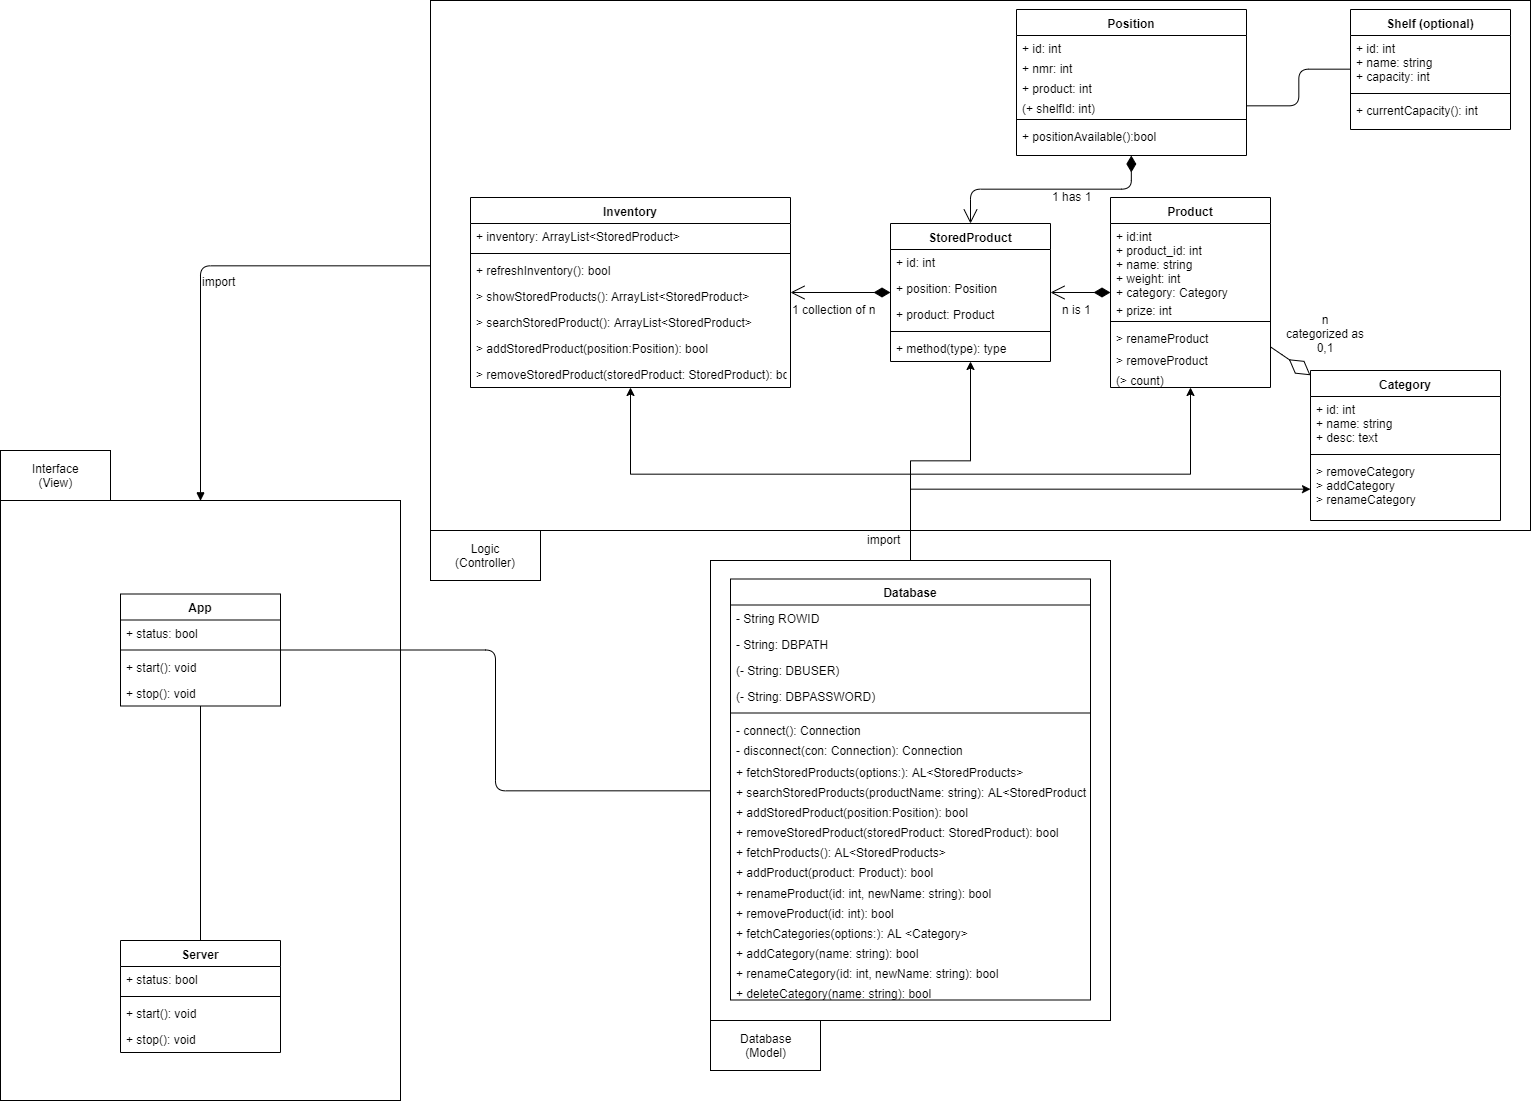 Position
+ id: int
+ nmr: int
+ product: int
(+ shelfId: int)
+ positionAvailable():bool
Shelf (optional)
+ id: int
+ name: string
+ capacity: int
+ currentCapacity(): int
1 has 1
Inventory
+ inventory: ArrayList<StoredProduct>
+ refreshInventory(): bool
> showStoredProducts(): ArrayList<StoredProduct>
> searchStoredProduct(): ArrayList<StoredProduct>
> addStoredProduct(position:Position): bool
> removeStoredProduct(storedProduct: StoredProduct): bc
1 collection of n
StoredProduct
+ id: int
+ position: Position
+ product: Product
+ method(type): type
n is 1
Product
+ id:int
+ product_id: int
+ name: string
+ weight: int
+ category: Category
+ prize: int
> renameProduct
> removeProduct
(> count)
n
categorized as
0,1
Category
+ id: int
+ name: string
+ desc: text
> removeCategory
> addCategory
> renameCategory
import
Interface
(View)
Logic
(Controller)
import
App
+ status: bool
+ start(): void
+ stop(): void
Server
+ status: bool
+ start(): void
+ stop(): void
Database
- String ROWID
- String: DBPATH
(- String: DBUSER)
(- String: DBPASSWORD)
- connect(): Connection
- disconnect(con: Connection): Connection
+ fetchStoredProducts(options:): AL<StoredProducts>
+ searchStoredProducts(productName: string): AL<StoredProduct
+ addStoredProduct(position:Position): bool
+ removeStoredProduct(storedProduct: StoredProduct): bool
+ fetchProducts(): AL<StoredProducts>
+ addProduct(product: Product): bool
+ renameProduct(id: int, newName: string): bool
+ removeProduct(id: int): bool
+ fetchCategories(options:): AL <Category>
+ addCategory(name: string): bool
+ renameCategory(id: int, newName: string): bool
+ deleteCategory(name: string): bool
Database
(Model)